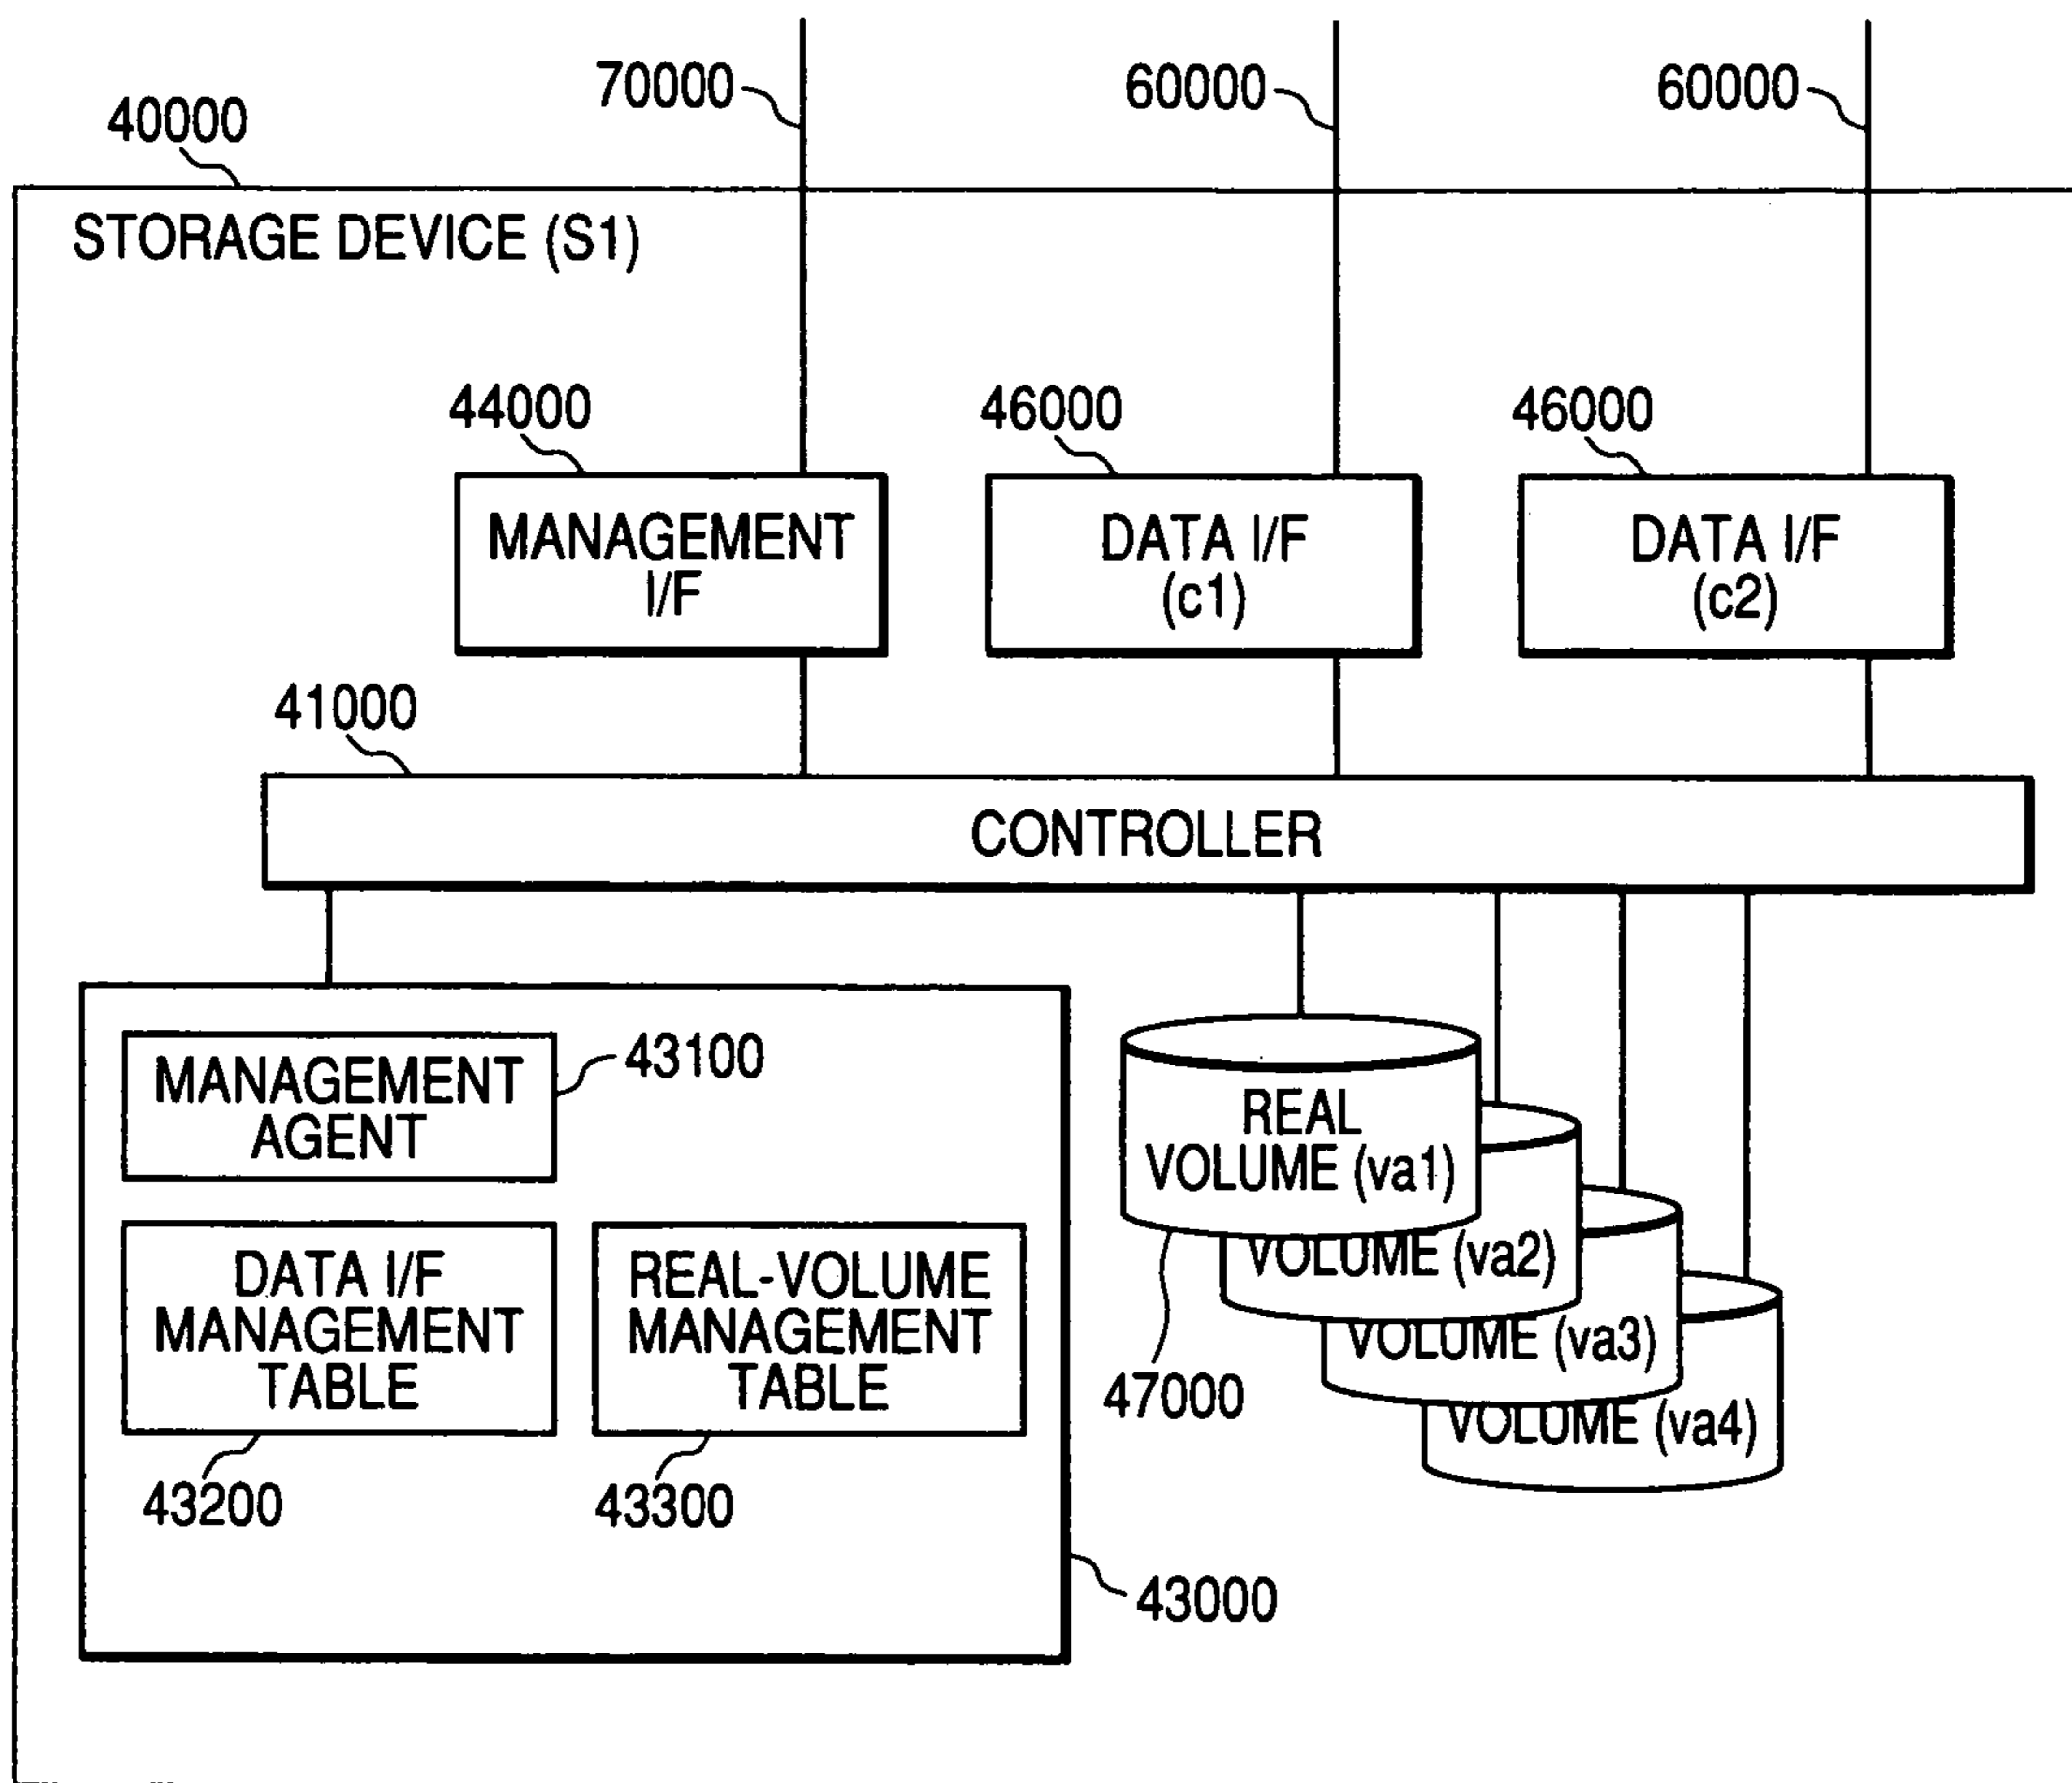 70000
60000
60000
40000
STORAGE DEVICE (S1)
44000
46000
46000
MANAGEMENT
I/F
DATA I/F
(c1)
DATA I/F
(c2)
41000
CONTROLLER
MANAGEMENT
AGENT
43100
DATA I/F
MANAGEMENT
TABLE
43200
REAL-VOLUME
MANAGEMENT
TABLE
43300
43000
REAL
VOLUME (va1)
VOLUME (va2)
VOLUME (va3)
VOLUME (va4)
47000